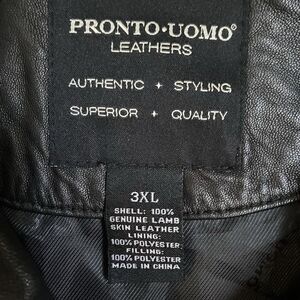 PRONTO·UOMO®
LEATHERS
AUTHENTIC + STYLING
SUPERIOR + QUALITY
3XL
SHELL: 100%
GENUINE LAMB
SKIN LEATHER
LINING:
100% POLYESTER
FILLING:
100% POLYESTER
MADE IN CHINA